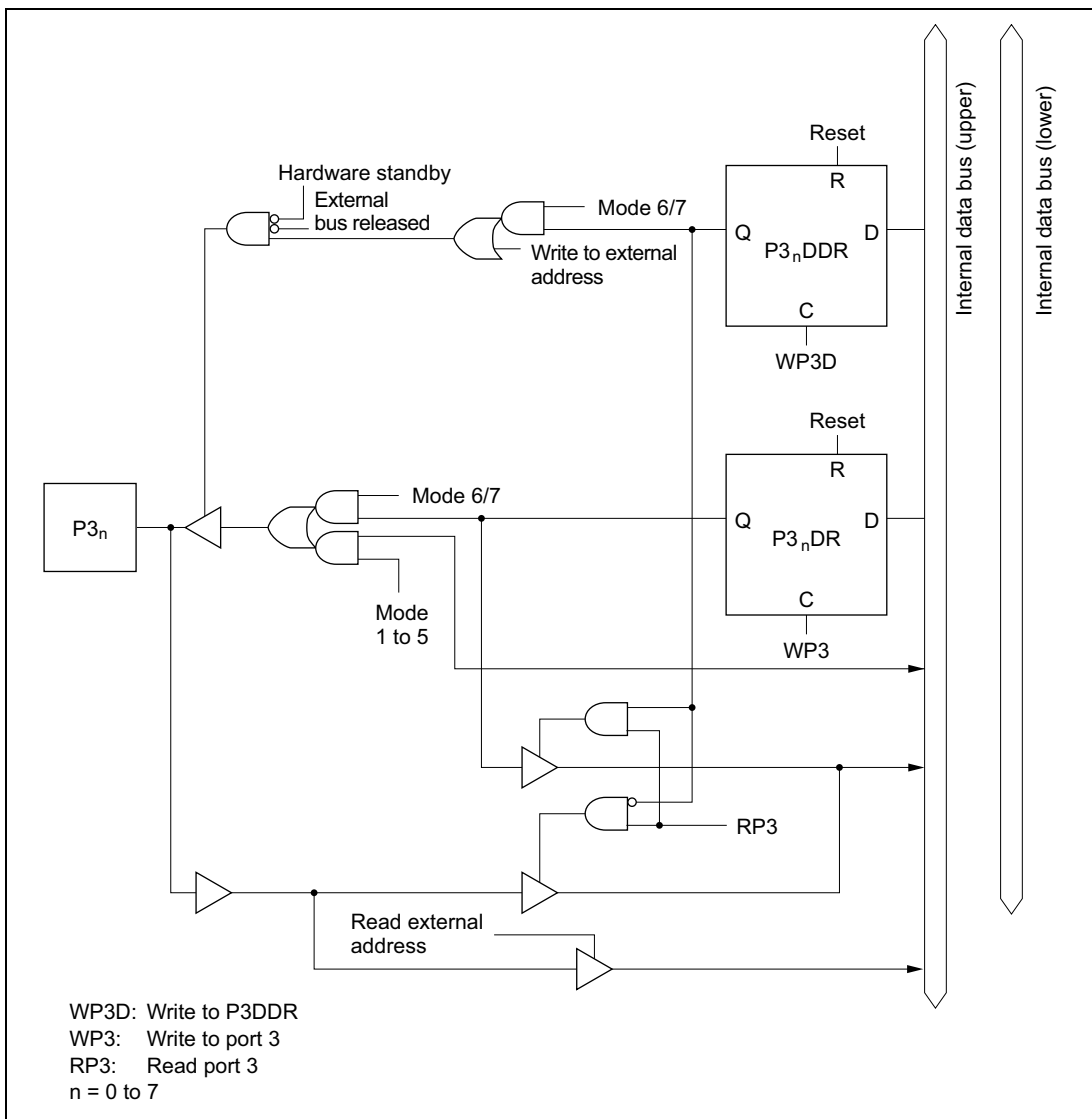 Reset
R
Hardware standby
External
bus released
Mode 6/7
Write to external
address
Q
P3nDDR
D
C
WP3D
Internal data bus (upper)
Internal data bus (lower)
Reset
R
P3n
Mode 6/7
Q
P3nDR
D
C
Mode
1 to 5
WP3
RP3
Read external
address
WP3D: Write to P3DDR
WP3: Write to port 3
RP3: Read port 3
n = 0 to 7